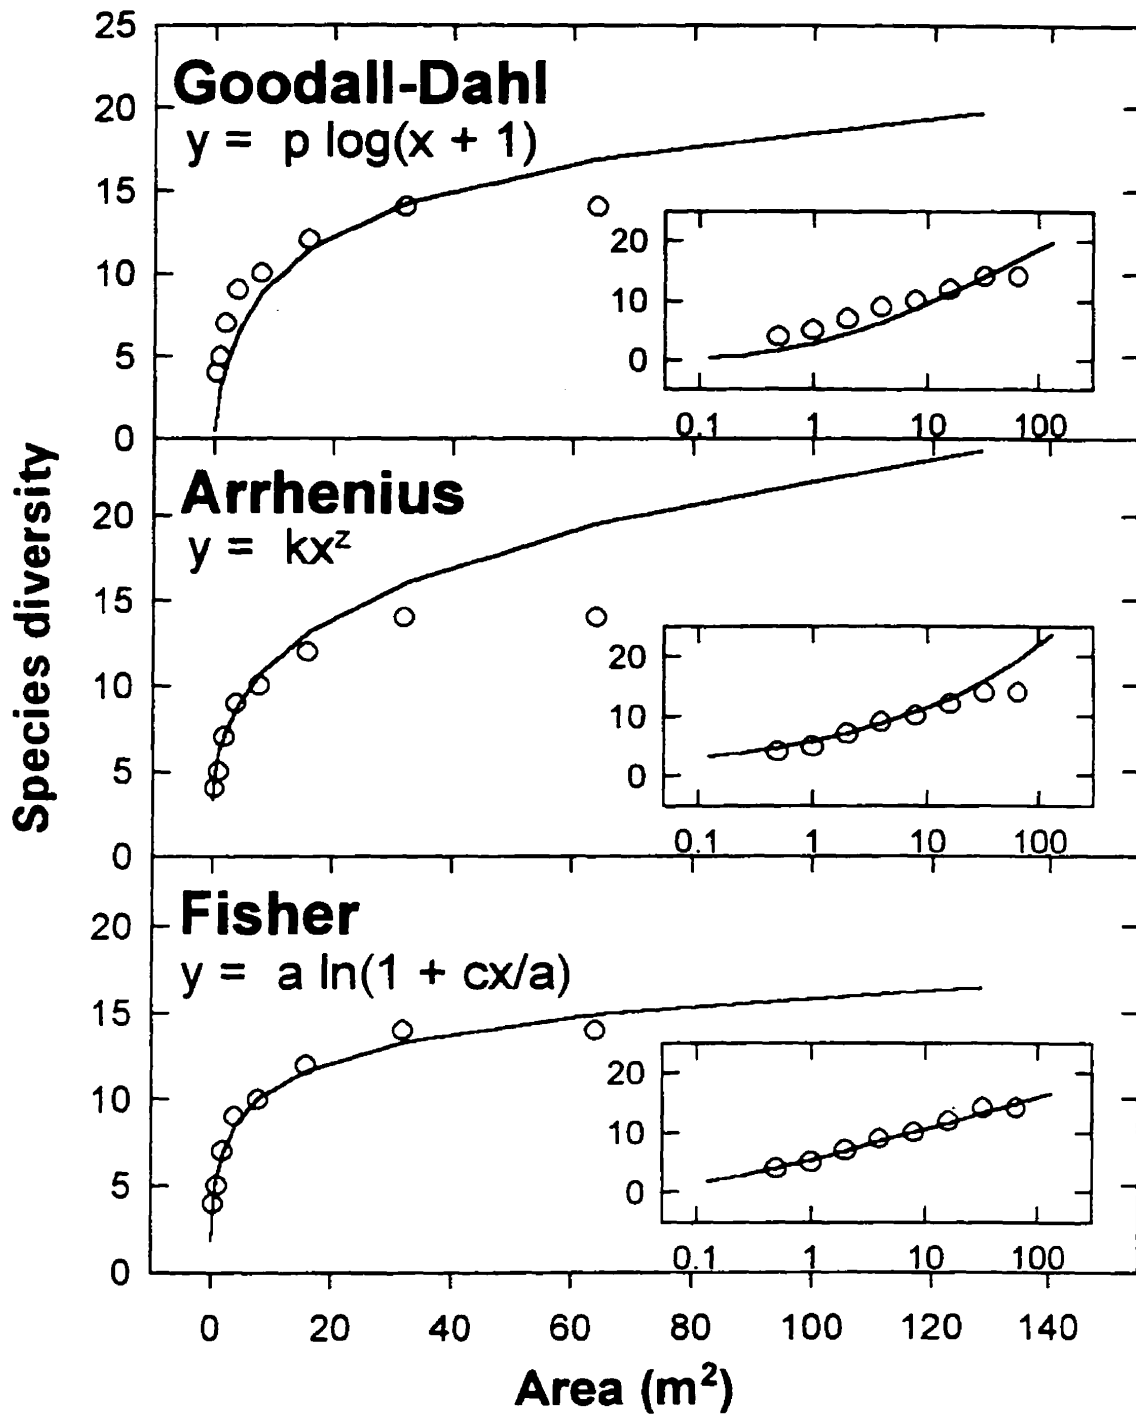 Species diversity
25
20
15
10
5
0
Goodall-Dahl
y = p log(x + 1)
20
10
0
0.1 1 10 100
20
15
10
5
0
Arrhenius
y = kx^z
20
10
0
0.1 1 10 100
20
15
10
5
0
Fisher
y = a ln(1 + cx/a)
20
10
0
0.1 1 10 100
0 20 40 60 80 100 120 140
Area (m²)